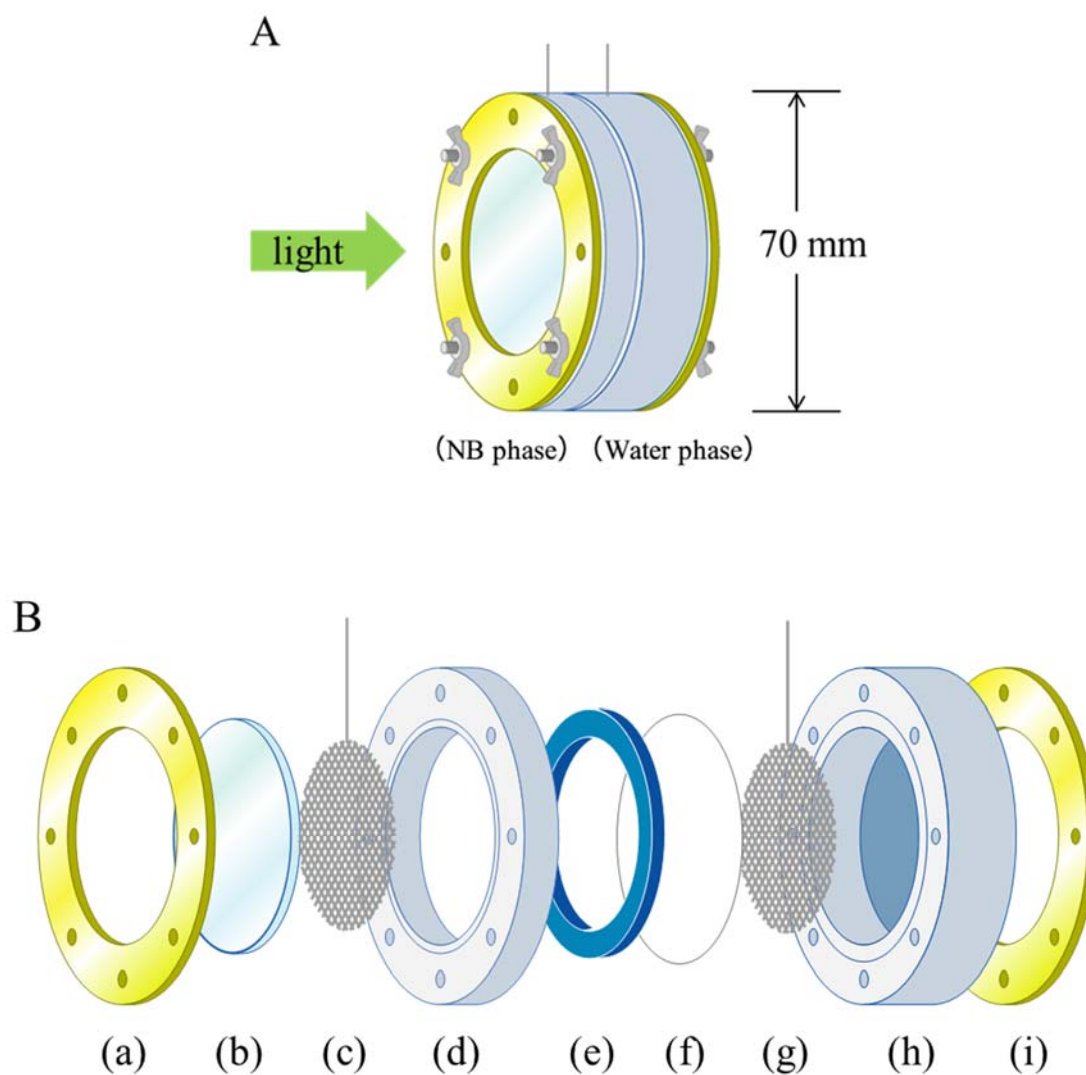 A
light
70 mm
(NB phase) (Water phase)
B
(a) (b) (c) (d) (e) (f) (g) (h) (i)